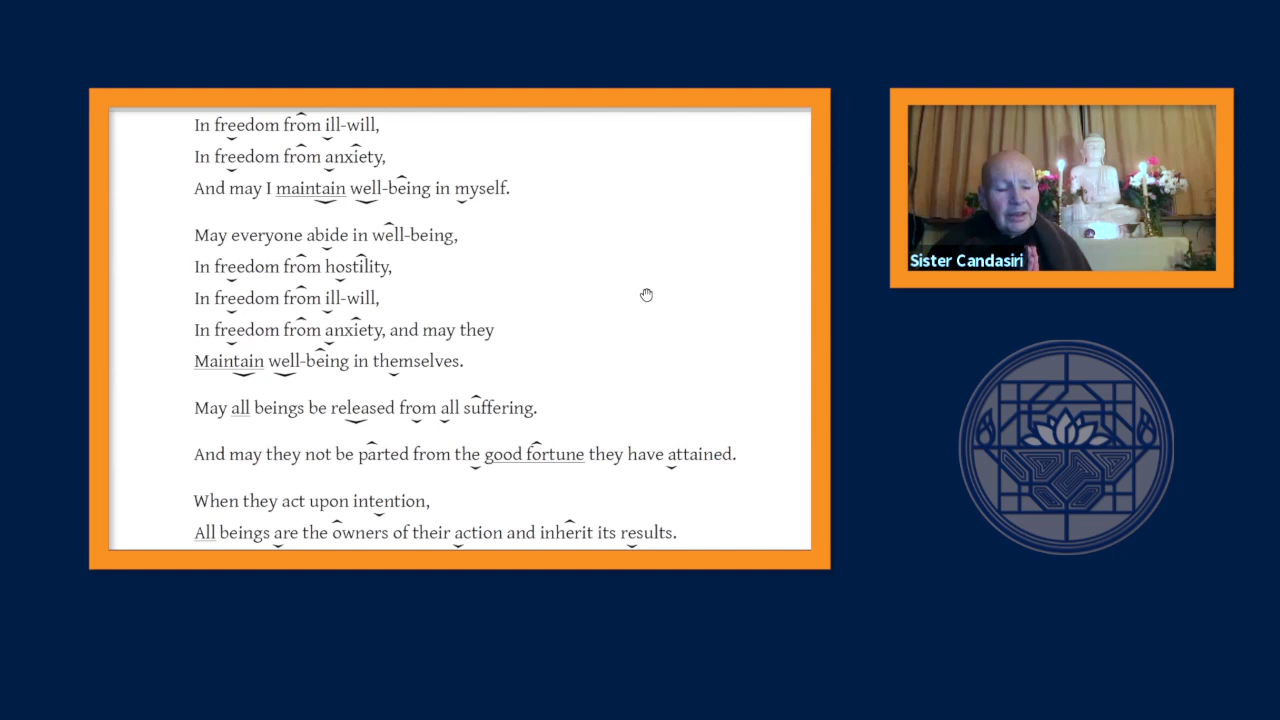 In freedom from ill-will,
In freedom from anxiety,
And may I maintain well-being in myself.
May everyone abide in well-being,
In freedom from hostility,
In freedom from ill-will,
In freedom from anxiety, and may they
Maintain well-being in themselves.
May all beings be released from all suffering.
And may they not be parted from the good fortune they have attained.
When they act upon intention,
All beings are the owners of their action and inherit its results.
Sister Candasiri